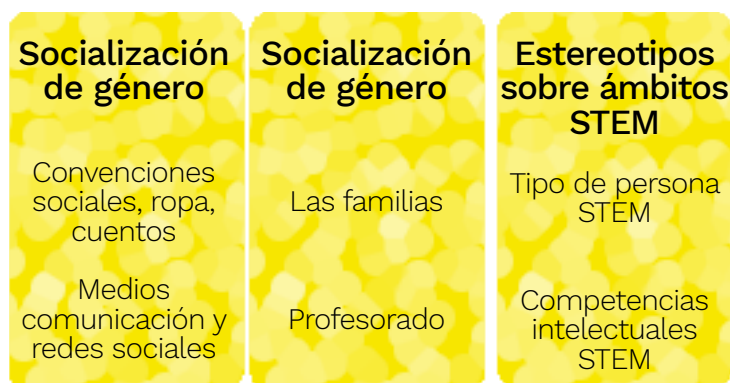 Socialización
de género
Convenciones
sociales, ropa,
cuentos
Medios
comunicación y
redes sociales
Socialización
de género
Las familias
Profesorado
Estereotipos
sobre ámbitos
STEM
Tipo de persona
STEM
Competencias
intelectuales
STEM